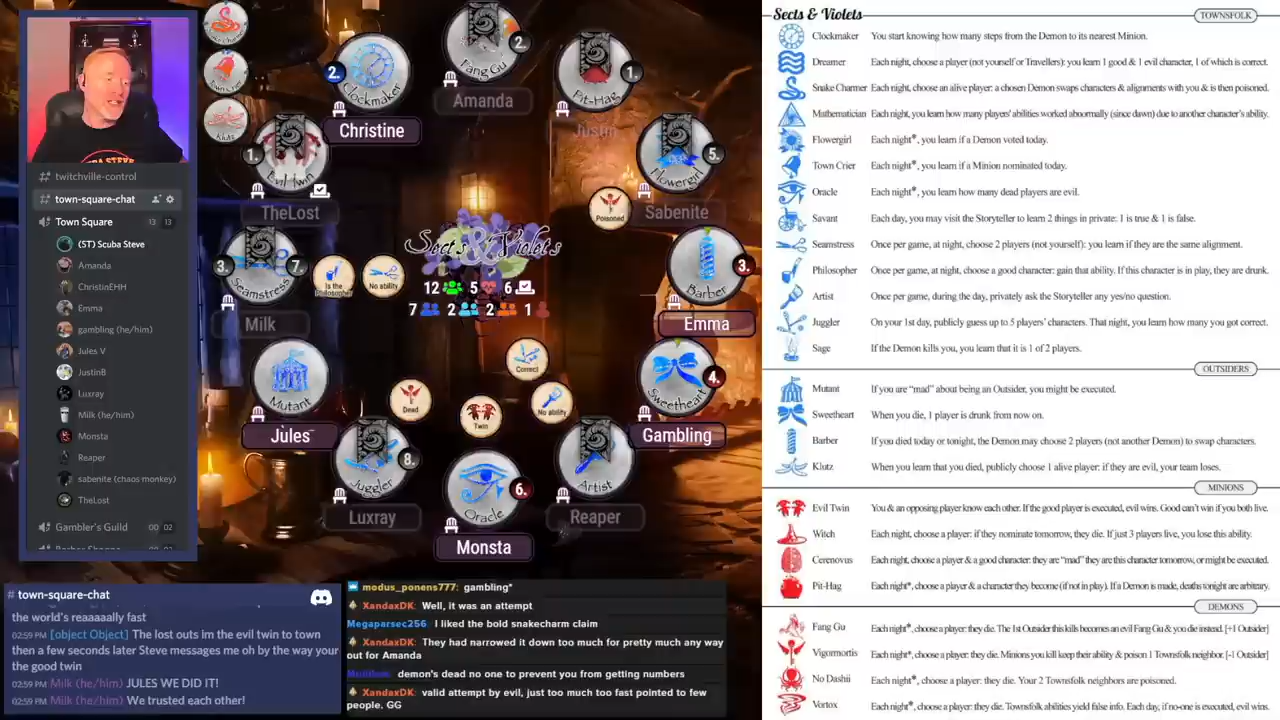 # twitchville-control
# town-square-chat
Town Square 13 13
(ST) Scuba Steve
Amanda
ChristinEHH
Emma
gambling (he/him)
Jules V
JustinB
Luxray
Milk (he/him)
Monsta
Reaper
sabenite (chaos monkey)
TheLost
Gambler's Guild 00 02
2.
Clockmaker
Christine
Fang Gu
2.
Amanda
Pit-Hag
1.
Justin
1.
TheLost
Flowergirl
5.
Poisoned
Sabenite
Sects & Violets
3.
Seamstress
7.
Is the Philosopher
No ability
Milk
12 5 6
7 2 2 1
Barber
3.
Emma
Mutant
Jules
Dead
Correct
Twin
No ability
Sweetheart
4.
Gambling
Juggler
8.
Luxray
Oracle
6.
Monsta
Artist
Reaper
# town-square-chat
the world's reaaaaally fast
02:59 PM [object Object] The lost outs im the evil twin to town
then a few seconds later Steve messages me oh by the way your
the good twin
02:59 PM Milk (he/him) JULES WE DID IT!
02:59 PM Milk (he/him) We trusted each other!
modus_ponens777: gambling*
XandaxDK: Well, it was an attempt
Megaparsec256: I liked the bold snakecharm claim
XandaxDK: They had narrowed it down too much for pretty much any way
out for Amanda
demon's dead no one to prevent you from getting numbers
XandaxDK: valid attempt by evil, just too much too fast pointed to few
people. GG
Sects & Violets
TOWNSFOLK
Clockmaker You start knowing how many steps from the Demon to its nearest Minion.
Dreamer Each night, choose a player (not yourself or Travellers): you learn 1 good & 1 evil character, 1 of which is correct.
Snake Charmer Each night, choose an alive player: a chosen Demon swaps characters & alignments with you & is then poisoned.
Mathematician Each night, you learn how many players' abilities worked abnormally (since dawn) due to another character's ability.
Flowergirl Each night*, you learn if a Demon voted today.
Town Crier Each night*, you learn if a Minion nominated today.
Oracle Each night*, you learn how many dead players are evil.
Savant Each day, you may visit the Storyteller to learn 2 things in private: 1 is true & 1 is false.
Seamstress Once per game, at night, choose 2 players (not yourself): you learn if they are the same alignment.
Philosopher Once per game, at night, choose a good character: gain that ability. If this character is in play, they are drunk.
Artist Once per game, during the day, privately ask the Storyteller any yes/no question.
Juggler On your 1st day, publicly guess up to 5 players' characters. That night, you learn how many you got correct.
Sage If the Demon kills you, you learn that it is 1 of 2 players.
OUTSIDERS
Mutant If you are "mad" about being an Outsider, you might be executed.
Sweetheart When you die, 1 player is drunk from now on.
Barber If you died today or tonight, the Demon may choose 2 players (not another Demon) to swap characters.
Klutz When you learn that you died, publicly choose 1 alive player: if they are evil, your team loses.
MINIONS
Evil Twin You & an opposing player know each other. If the good player is executed, evil wins. Good can't win if you both live.
Witch Each night, choose a player: if they nominate tomorrow, they die. If just 3 players live, you lose this ability.
Cerenovus Each night, choose a player & a good character: they are "mad" they are this character tomorrow, or might be executed.
Pit-Hag Each night*, choose a player & a character they become (if not in play). If a Demon is made, deaths tonight are arbitrary.
DEMONS
Fang Gu Each night*, choose a player: they die. The 1st Outsider this kills becomes an evil Fang Gu & you die instead. [+1 Outsider]
Vigormortis Each night*, choose a player: they die. Minions you kill keep their ability & poison 1 Townsfolk neighbor. [-1 Outsider]
No Dashii Each night*, choose a player: they die. Your 2 Townsfolk neighbors are poisoned.
Vortox Each night*, choose a player: they die. Townsfolk abilities yield false info. Each day, if no-one is executed, evil wins.